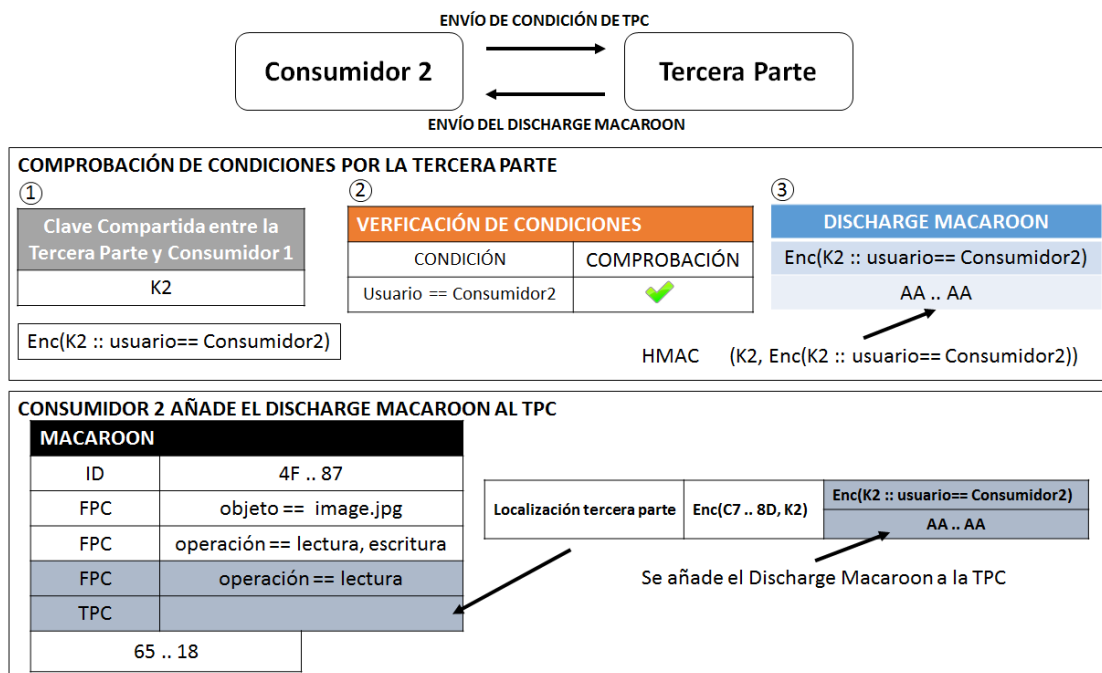 ENVÍO DE CONDICIÓN DE TPC
Consumidor 2
Tercera Parte
ENVÍO DEL DISCHARGE MACAROON
COMPROBACIÓN DE CONDICIONES POR LA TERCERA PARTE
1
Clave Compartida entre la
Tercera Parte y Consumidor 1
K2
Enc(K2 :: usuario== Consumidor2)
2
VERFICACIÓN DE CONDICIONES
CONDICIÓN
COMPROBACIÓN
Usuario == Consumidor2
3
DISCHARGE MACAROON
Enc(K2 :: usuario== Consumidor2)
AA .. AA
HMAC (K2, Enc(K2 :: usuario== Consumidor2))
CONSUMIDOR 2 AÑADE EL DISCHARGE MACAROON AL TPC
MACAROON
ID
4F .. 87
FPC
objeto == image.jpg
FPC
operación == lectura, escritura
FPC
operación == lectura
TPC
65 .. 18
Localización tercera parte
Enc(C7 .. 8D, K2)
Enc(K2 :: usuario== Consumidor2)
AA .. AA
Se añade el Discharge Macaroon a la TPC